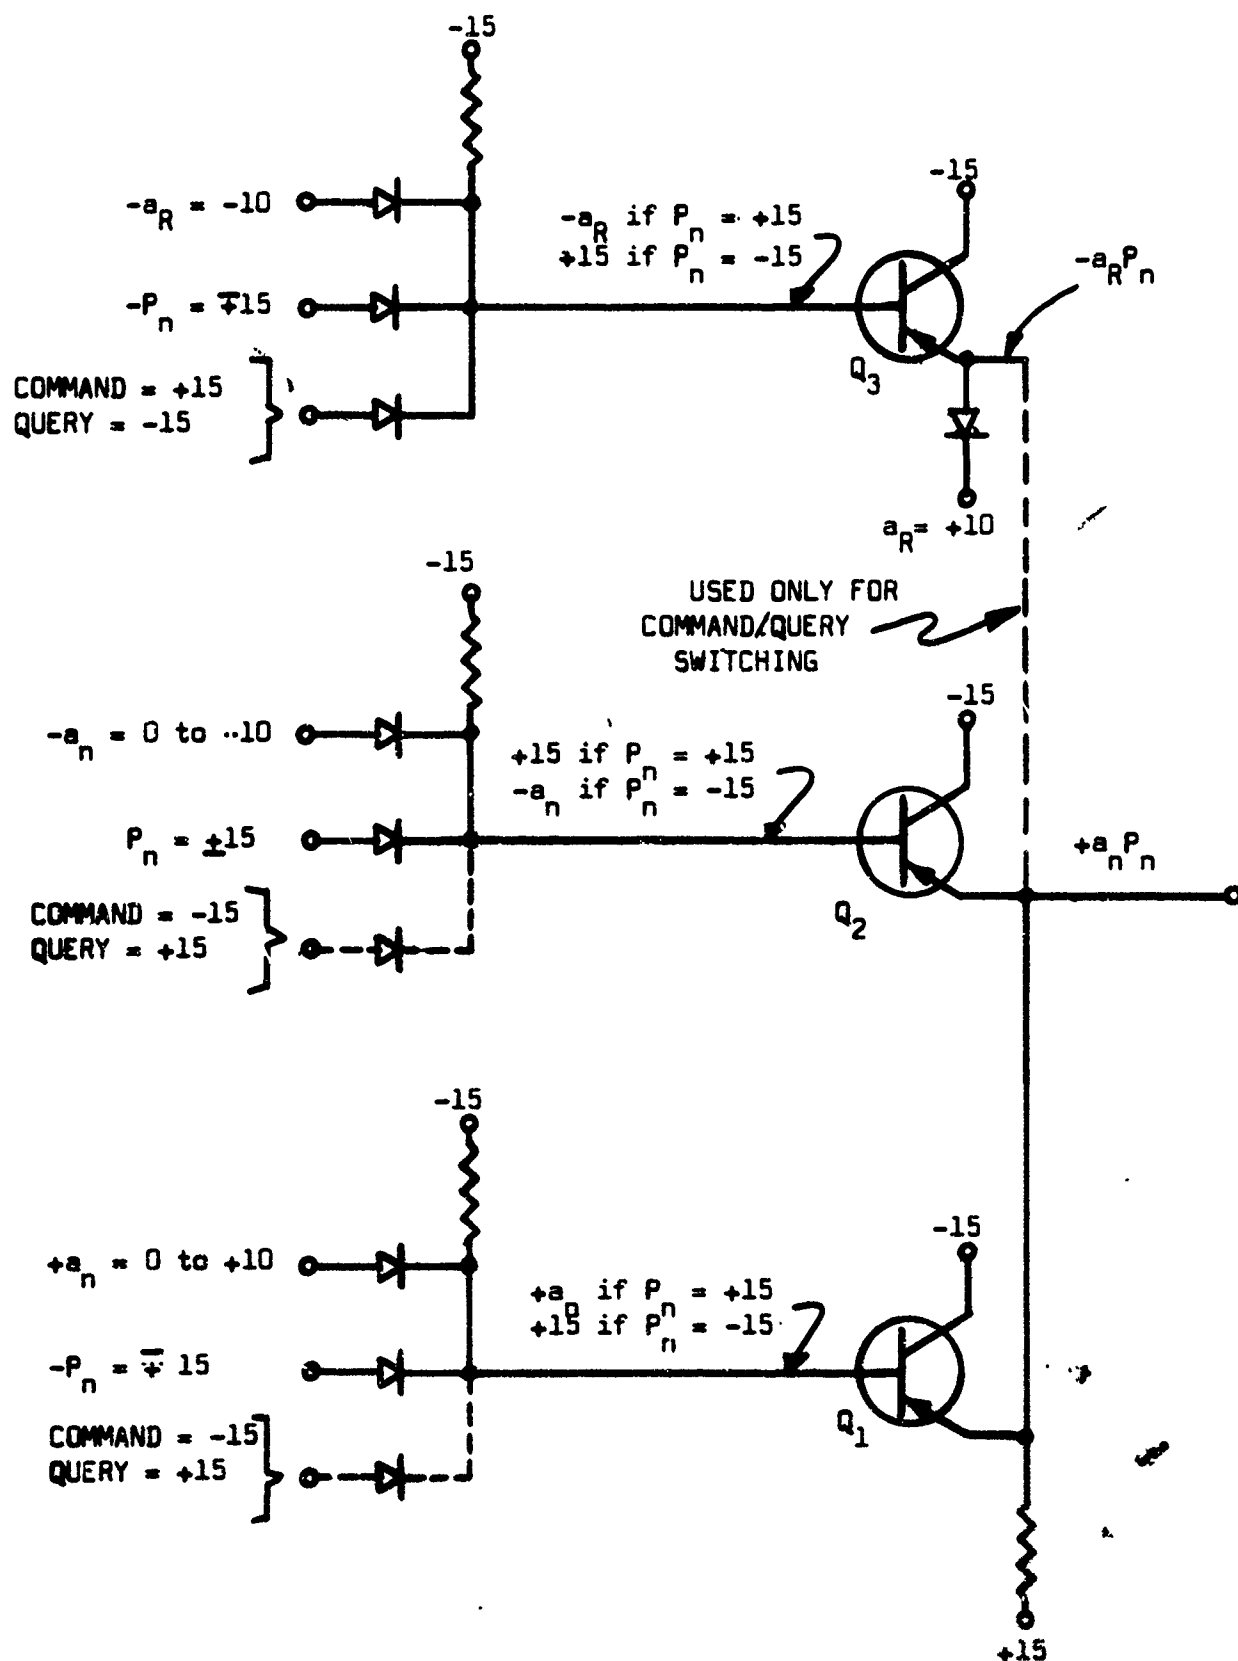 -15
-a_R = -10
-P_n = ∓15
COMMAND = +15
QUERY = -15
-a_R if P_n = +15
+15 if P_n = -15
-15
-a_R P_n
Q_3
a_R = +10
USED ONLY FOR
COMMAND/QUERY
SWITCHING
-15
-a_n = 0 to -10
P_n = ±15
COMMAND = -15
QUERY = +15
+15 if P_n = +15
-a_n if P_n = -15
-15
+a_n P_n
Q_2
-15
+a_n = 0 to +10
-P_n = ∓ 15
COMMAND = -15
QUERY = +15
+a_n if P_n = +15
+15 if P_n = -15
-15
Q_1
+15